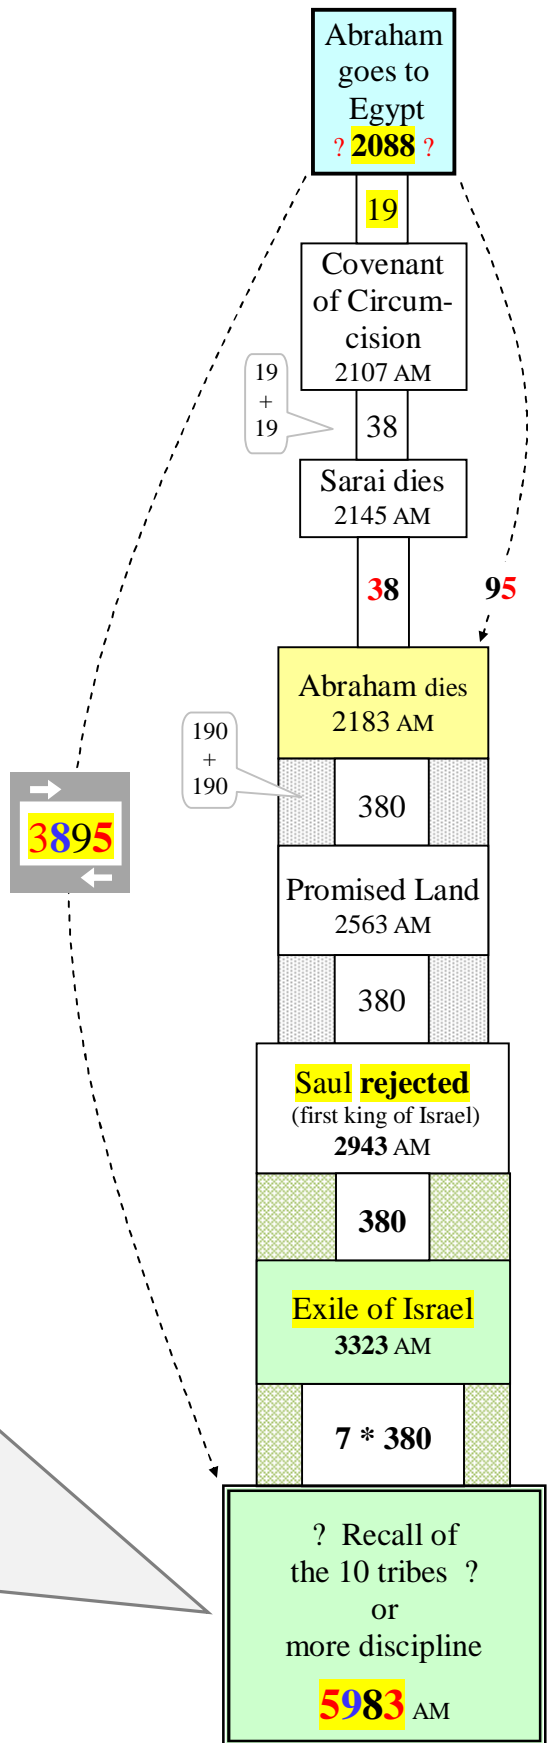 Abraham
goes to
Egypt
? 2088 ?
19
Covenant
of Circum-
cision
2107 AM
19
+
19
38
Sarai dies
2145 AM
38
95
Abraham dies
2183 AM
190
+
190
380
3895
Promised Land
2563 AM
380
Saul rejected
(first king of Israel)
2943 AM
380
Exile of Israel
3323 AM
7 * 380
? Recall of
the 10 tribes ?
or
more discipline
5983 AM